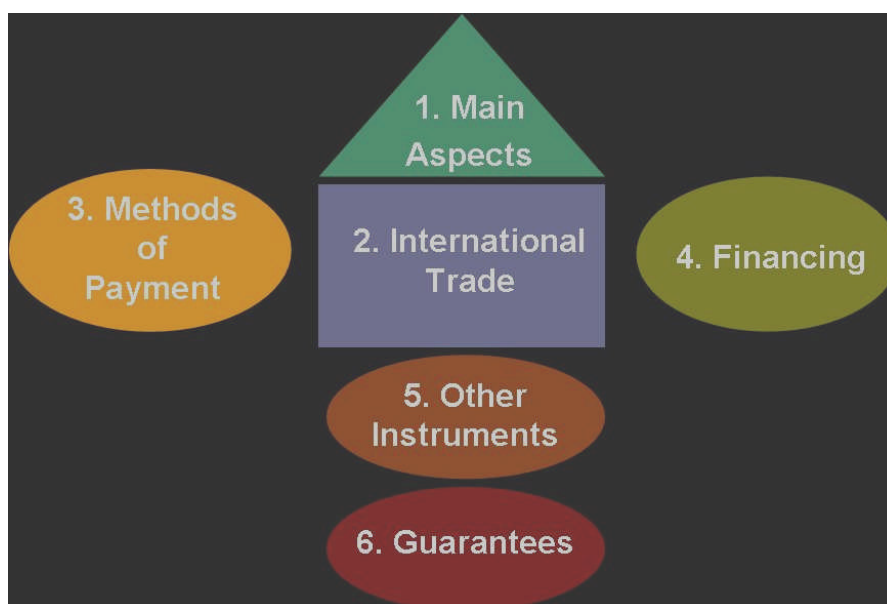 1. Main
Aspects
2. International
Trade
3. Methods
of
Payment
4. Financing
5. Other
Instruments
6. Guarantees